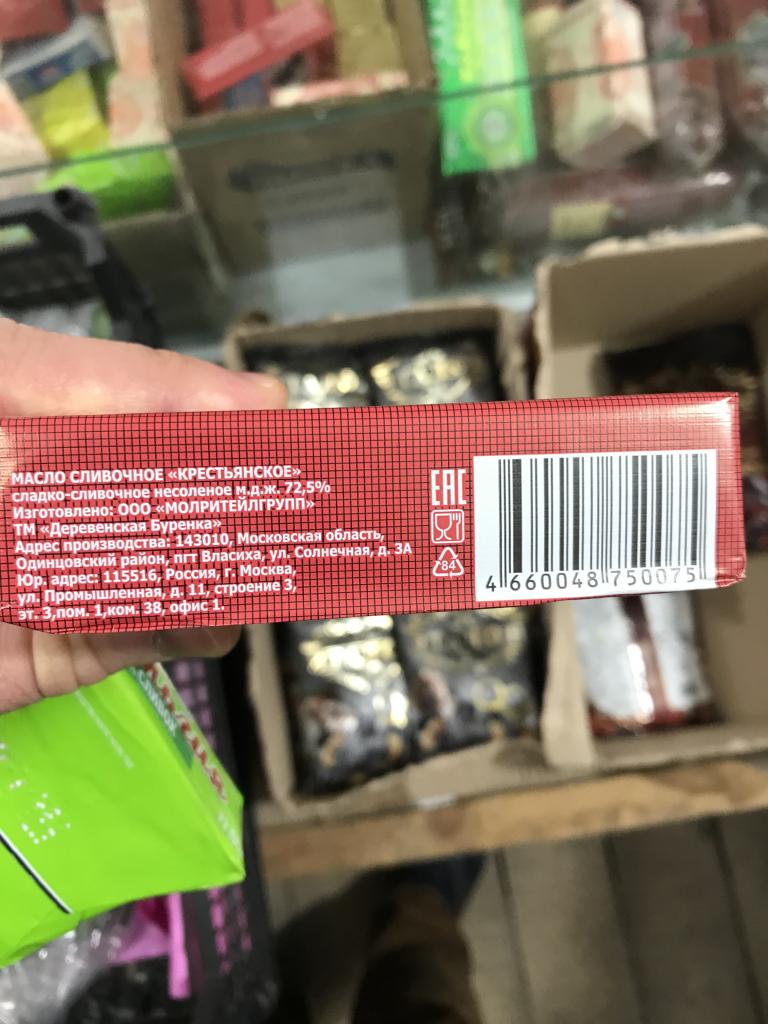 МАСЛО СЛИВОЧНОЕ «КРЕСТЬЯНСКОЕ»
сладко-сливочное несоленое м.д.ж. 72,5%
Изготовлено: ООО «МОЛРИТЕЙЛГРУПП»
ТМ «Деревенская Буренка»
Адрес производства: 143010, Московская область,
Одинцовский район, пгт Власиха, ул. Солнечная, д. 3А
Юр. адрес: 115516, Россия, г. Москва,
ул. Промышленная, д. 11, строение 3,
эт. 3,пом. 1,ком. 38, офис 1.
EAC
84
4 660048 750075